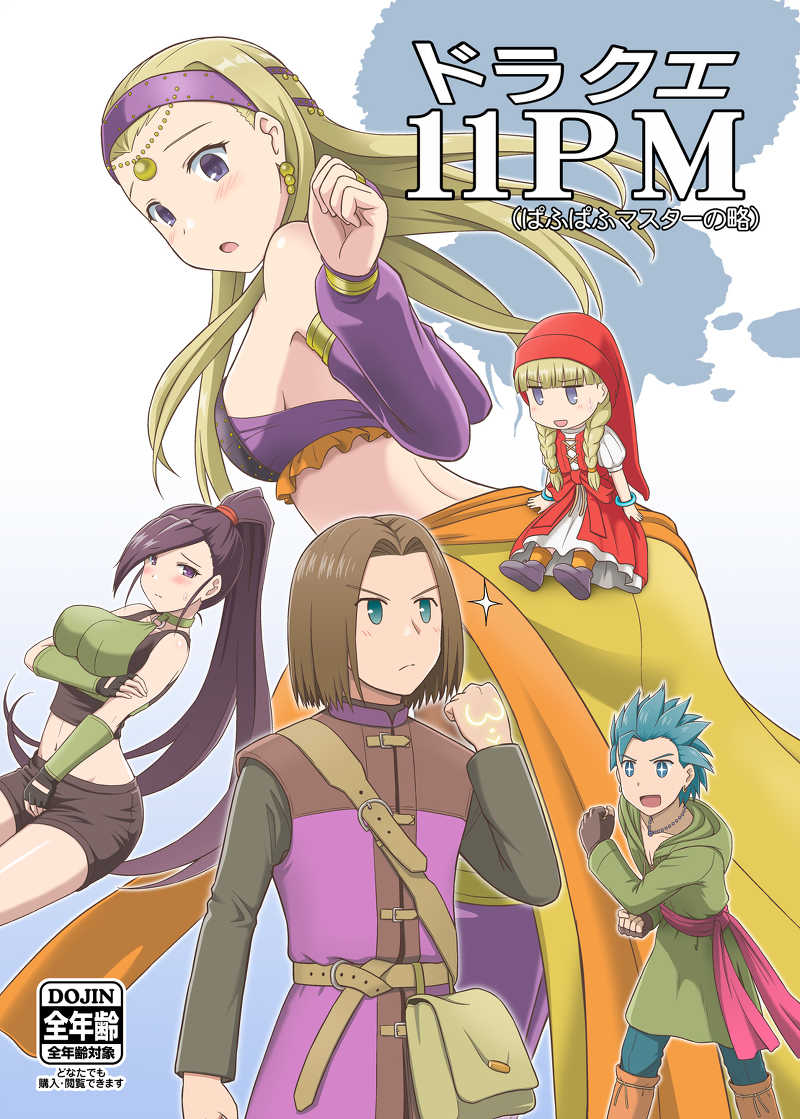 ドラクエ
11PM
(ぱふぱふマスターの略)
DOJIN
全年齢
全年齢対象
どなたでも
購入・閲覧できます